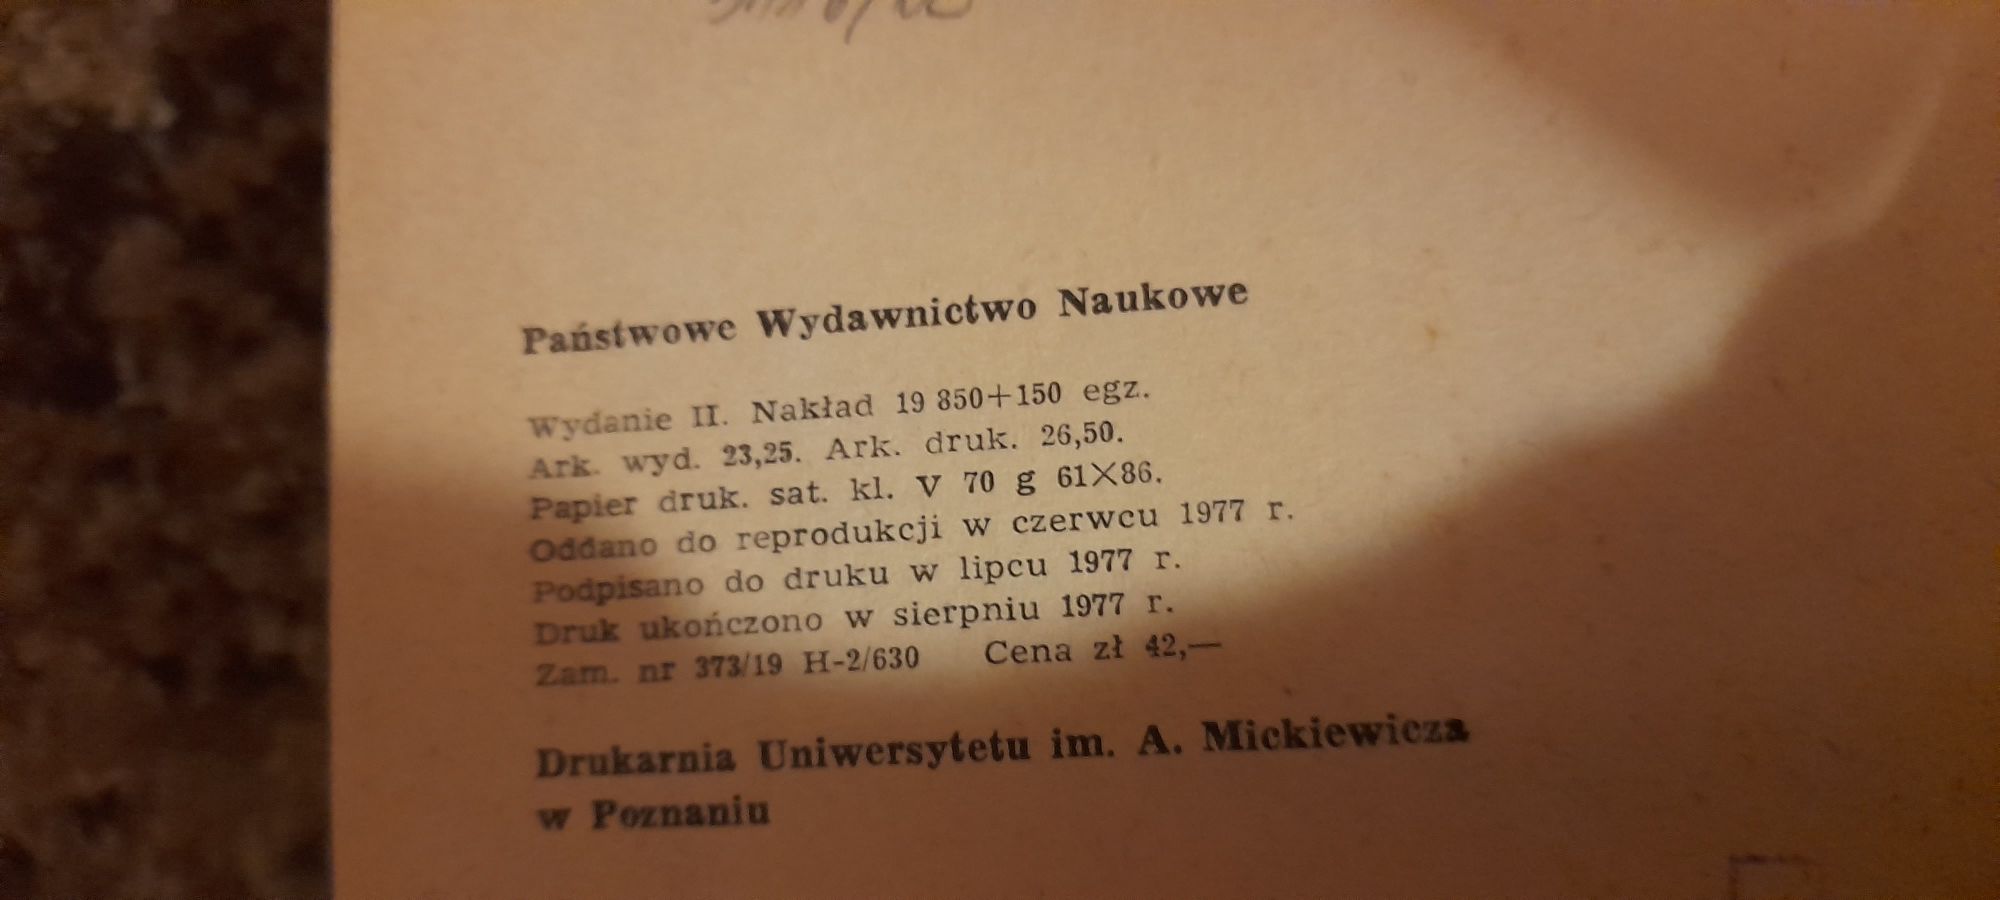 Państwowe Wydawnictwo Naukowe
Wydanie II. Nakład 19 850+150 egz.
Ark. wyd. 23,25. Ark. druk. 26,50.
Papier druk. sat. kl. V 70 g 61×86.
Oddano do reprodukcji w czerwcu 1977 r.
Podpisano do druku w lipcu 1977 r.
Druk ukończono w sierpniu 1977 r.
Zam. nr 373/19 H-2/630 Cena zł 42,—
Drukarnia Uniwersytetu im. A. Mickiewicza
w Poznaniu